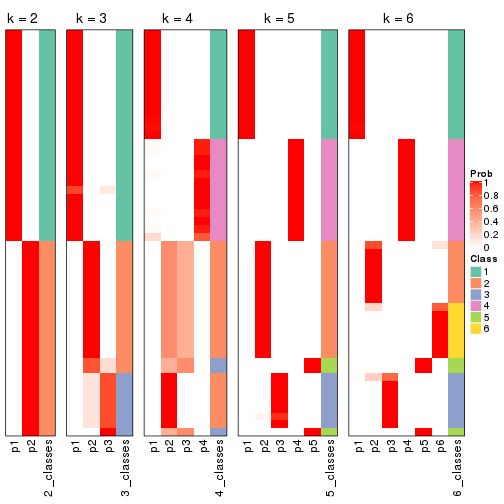 k = 2
k = 3
k = 4
k = 5
k = 6
p1
p2
2_classes
p1
p2
p3
3_classes
p1
p2
p3
p4
4_classes
p1
p2
p3
p4
p5
5_classes
p1
p2
p3
p4
p5
p6
6_classes
Prob
1
0.8
0.6
0.4
0.2
0
Class
1
2
3
4
5
6